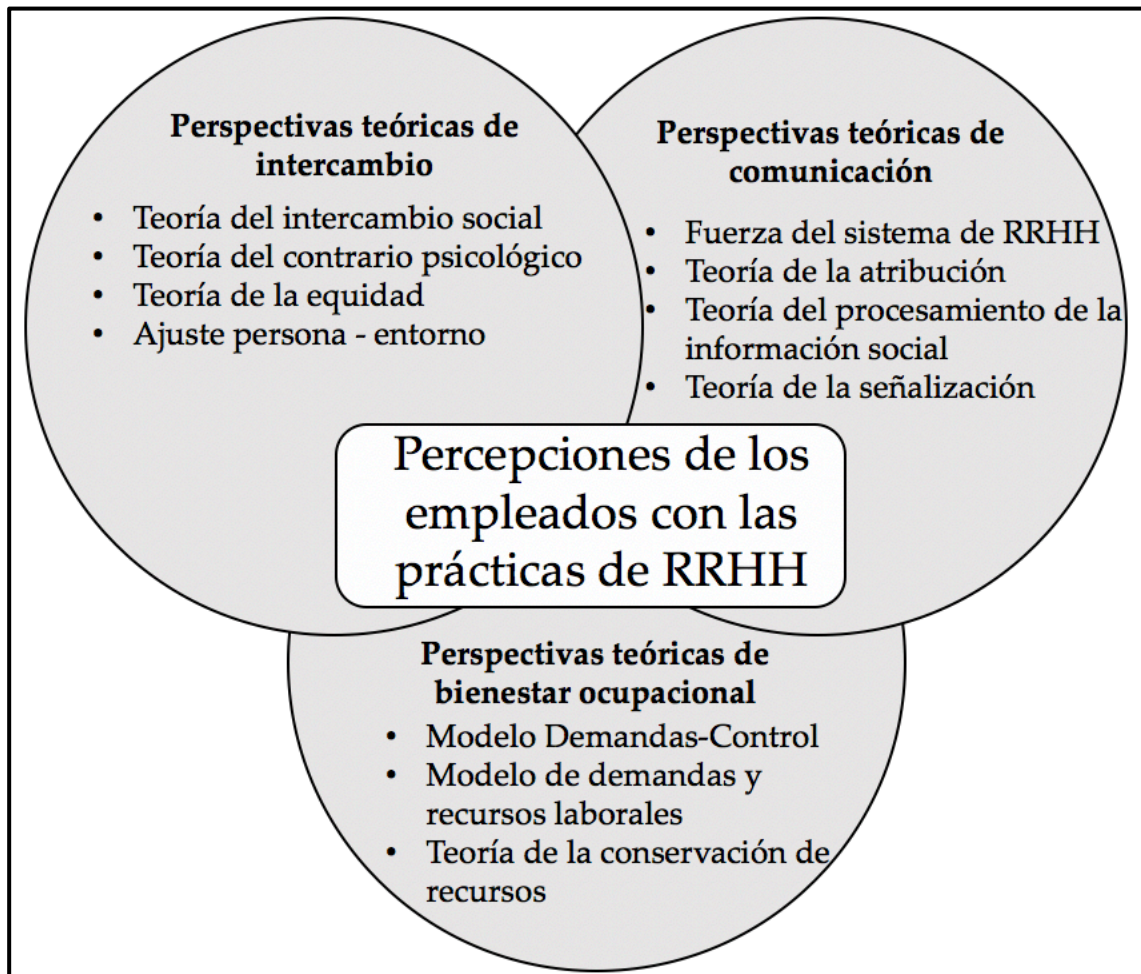 Perspectivas teóricas de
intercambio
• Teoría del intercambio social
• Teoría del contrario psicológico
• Teoría de la equidad
• Ajuste persona - entorno
Perspectivas teóricas de
comunicación
• Fuerza del sistema de RRHH
• Teoría de la atribución
• Teoría del procesamiento de la
información social
• Teoría de la señalización
Percepciones de los
empleados con las
prácticas de RRHH
Perspectivas teóricas de
bienestar ocupacional
• Modelo Demandas-Control
• Modelo de demandas y
recursos laborales
• Teoría de la conservación de
recursos